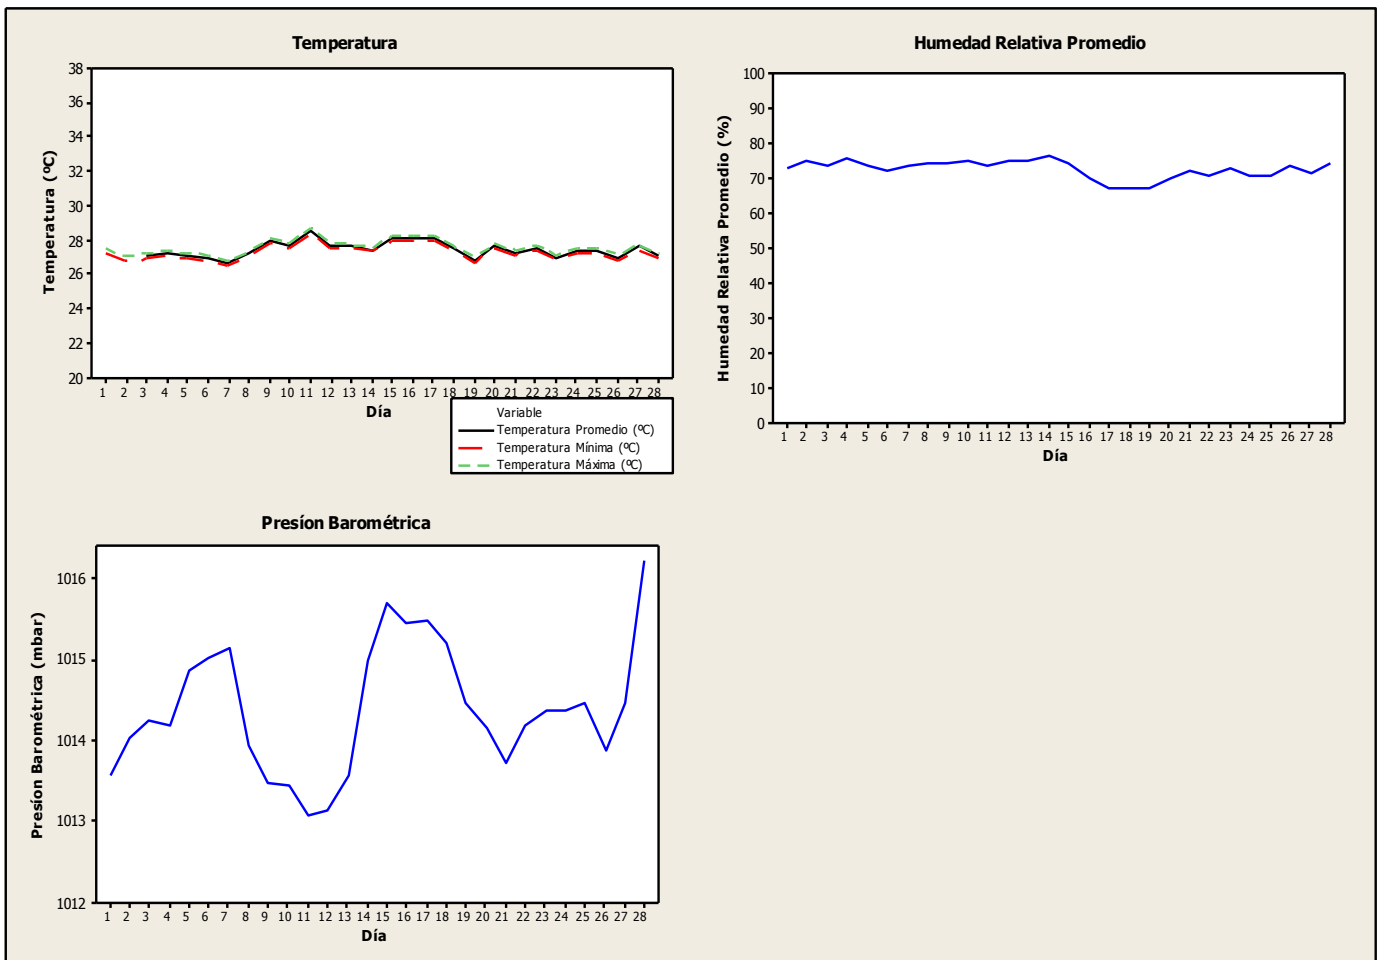 Temperatura
38
36
34
32
30
28
26
24
22
20
Temperatura (ºC)
1 2 3 4 5 6 7 8 9 10 11 12 13 14 15 16 17 18 19 20 21 22 23 24 25 26 27 28
Día
Variable
Temperatura Promedio (ºC)
Temperatura Mínima (ºC)
Temperatura Máxima (ºC)
Humedad Relativa Promedio
100
90
80
70
60
50
40
30
20
10
0
Humedad Relativa Promedio (%)
1 2 3 4 5 6 7 8 9 10 11 12 13 14 15 16 17 18 19 20 21 22 23 24 25 26 27 28
Día
Presíon Barométrica
1016
1015
1014
1013
1012
Presíon Barométrica (mbar)
1 2 3 4 5 6 7 8 9 10 11 12 13 14 15 16 17 18 19 20 21 22 23 24 25 26 27 28
Día